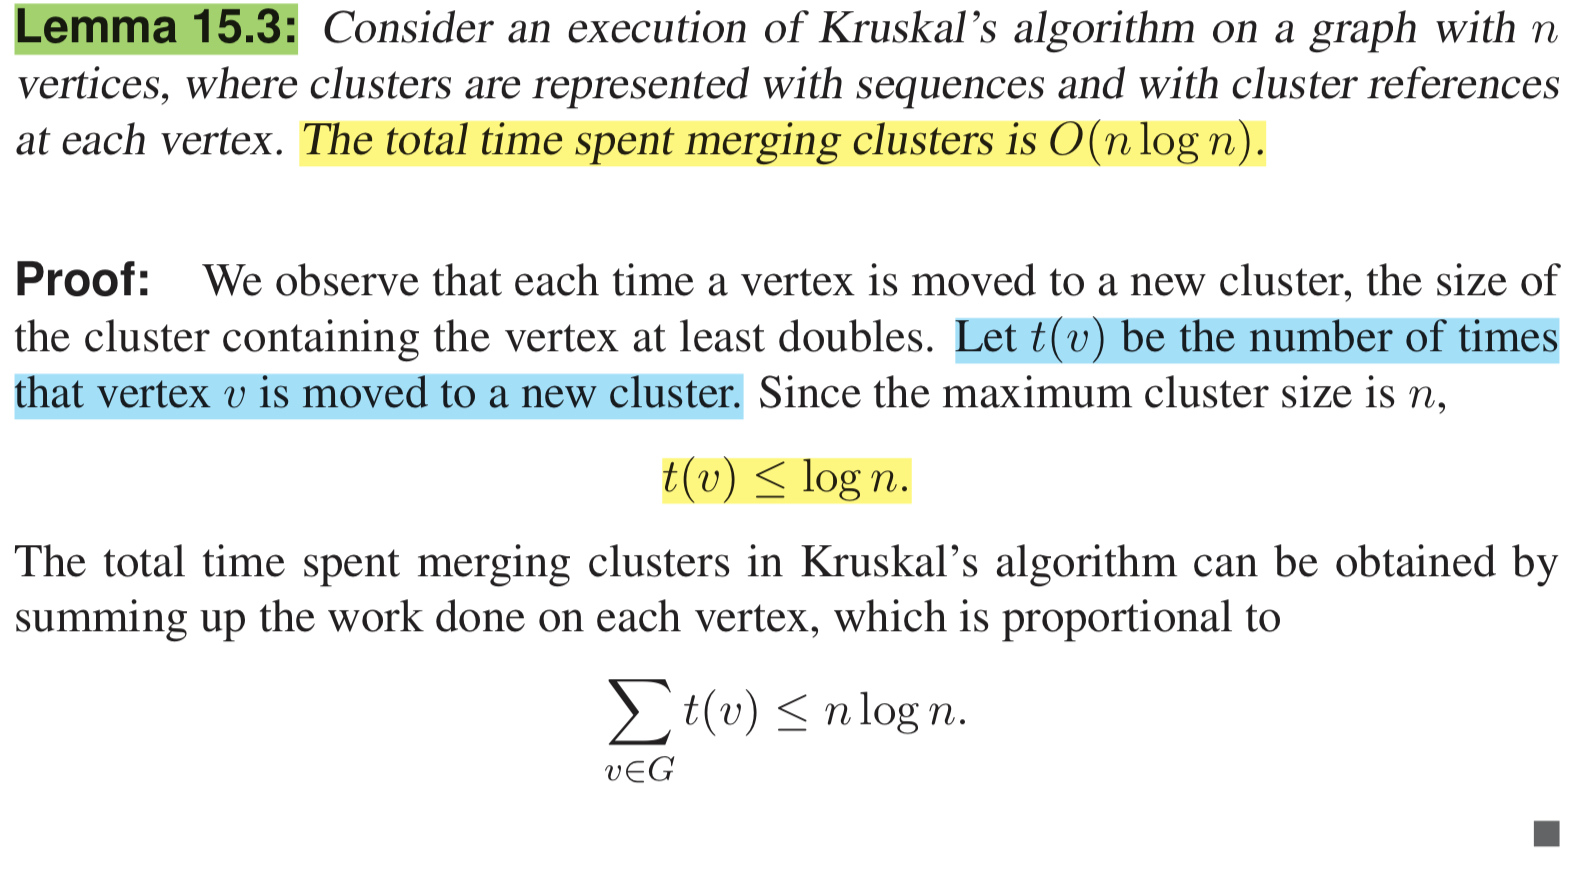 Lemma 15.3: Consider an execution of Kruskal's algorithm on a graph with n
vertices, where clusters are represented with sequences and with cluster references
at each vertex. The total time spent merging clusters is O(n log n).
Proof: We observe that each time a vertex is moved to a new cluster, the size of
the cluster containing the vertex at least doubles. Let t(v) be the number of times
that vertex v is moved to a new cluster. Since the maximum cluster size is n,
t(v) ≤ log n.
The total time spent merging clusters in Kruskal's algorithm can be obtained by
summing up the work done on each vertex, which is proportional to
∑ t(v) ≤ n log n.
v∈G